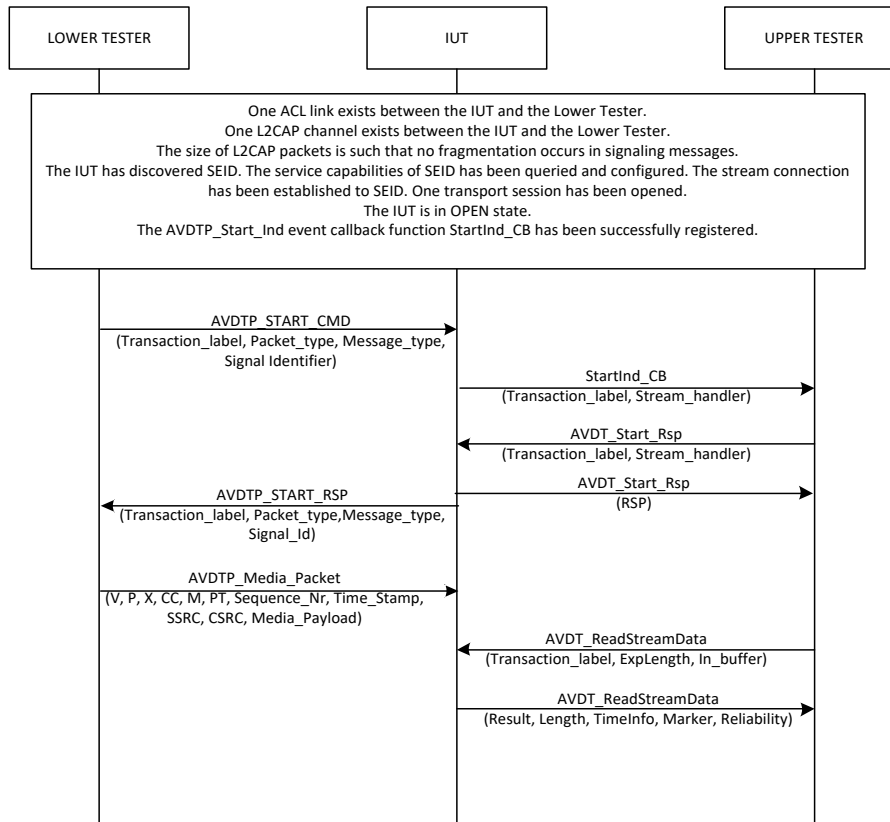 LOWER TESTER
IUT
UPPER TESTER
One ACL link exists between the IUT and the Lower Tester.
One L2CAP channel exists between the IUT and the Lower Tester.
The size of L2CAP packets is such that no fragmentation occurs in signaling messages.
The IUT has discovered SEID. The service capabilities of SEID has been queried and configured. The stream connection
has been established to SEID. One transport session has been opened.
The IUT is in OPEN state.
The AVDTP_Start_Ind event callback function StartInd_CB has been successfully registered.
AVDTP_START_CMD
(Transaction_label, Packet_type, Message_type,
Signal Identifier)
StartInd_CB
(Transaction_label, Stream_handler)
AVDT_Start_Rsp
(Transaction_label, Stream_handler)
AVDT_Start_Rsp
(RSP)
AVDTP_START_RSP
(Transaction_label, Packet_type,Message_type,
Signal_Id)
AVDTP_Media_Packet
(V, P, X, CC, M, PT, Sequence_Nr, Time_Stamp,
SSRC, CSRC, Media_Payload)
AVDT_ReadStreamData
(Transaction_label, ExpLength, In_buffer)
AVDT_ReadStreamData
(Result, Length, TimeInfo, Marker, Reliability)